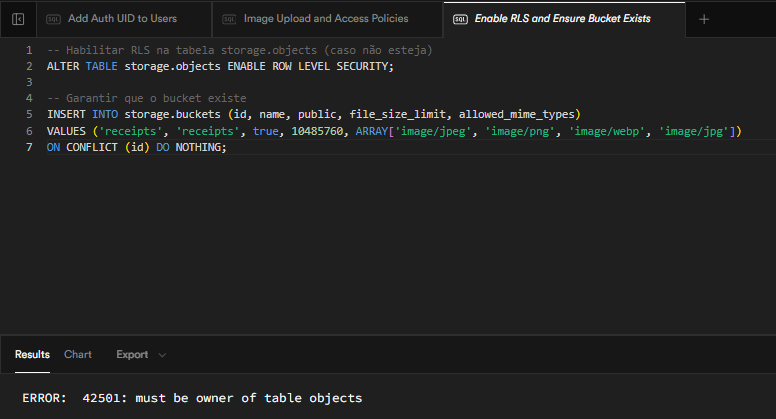 SQL Add Auth UID to Users SQL Image Upload and Access Policies SQL Enable RLS and Ensure Bucket Exists +
1 -- Habilitar RLS na tabela storage.objects (caso não esteja)
2 ALTER TABLE storage.objects ENABLE ROW LEVEL SECURITY;
3
4 -- Garantir que o bucket existe
5 INSERT INTO storage.buckets (id, name, public, file_size_limit, allowed_mime_types)
6 VALUES ('receipts', 'receipts', true, 10485760, ARRAY['image/jpeg', 'image/png', 'image/webp', 'image/jpg'])
7 ON CONFLICT (id) DO NOTHING;
Results Chart Export
ERROR: 42501: must be owner of table objects